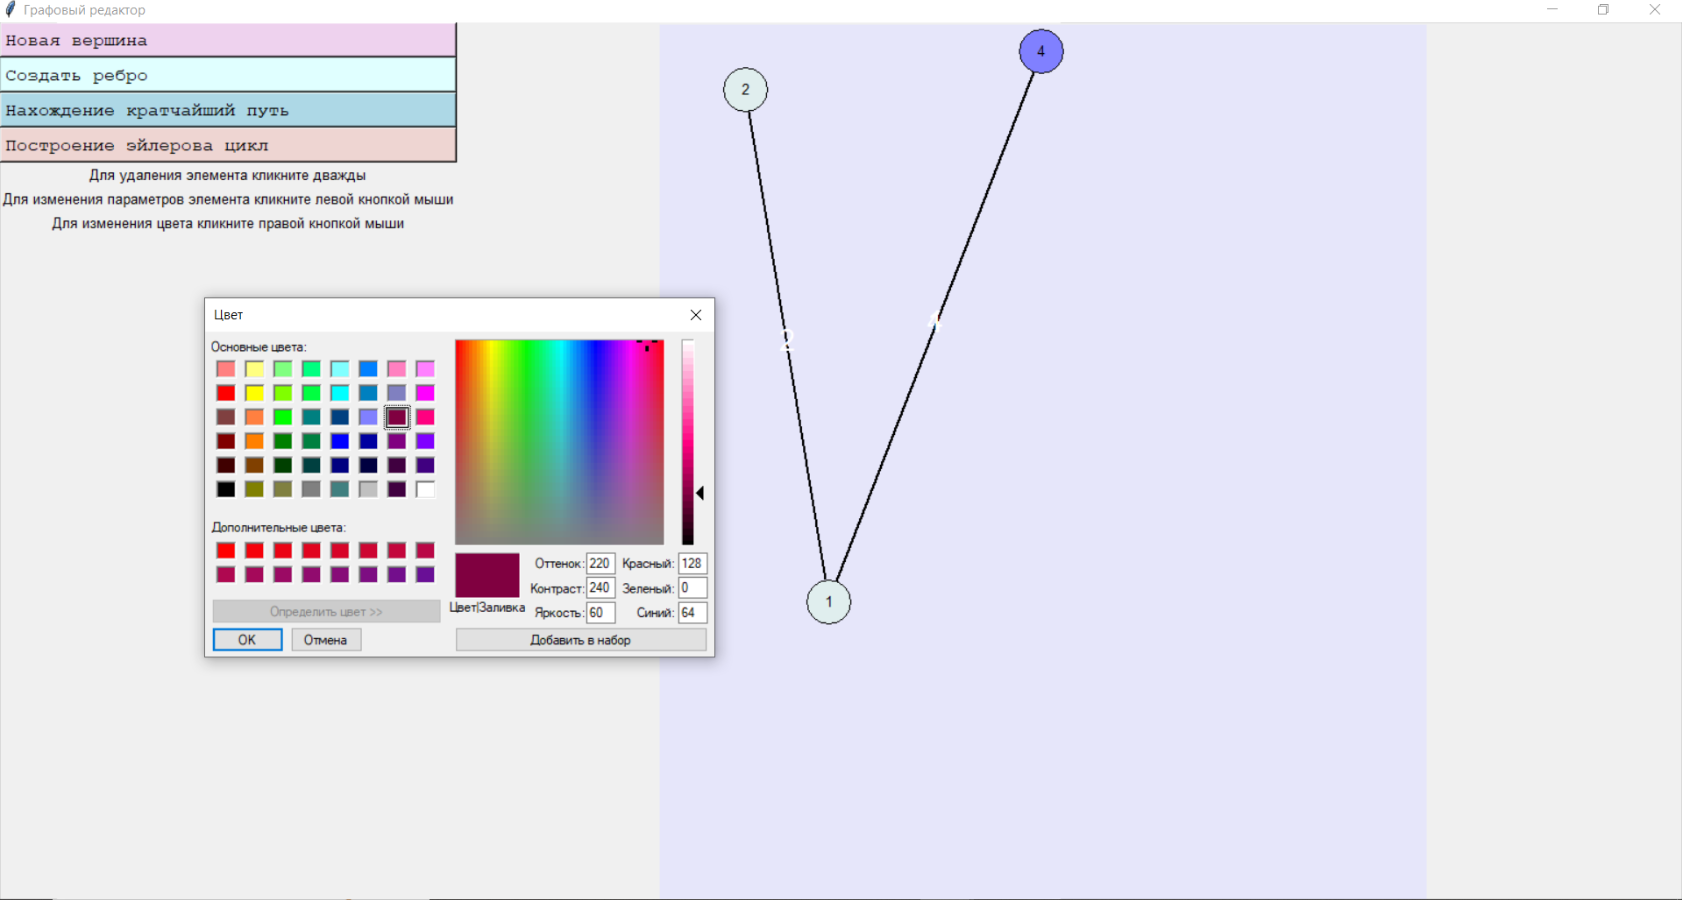 Графовый редактор
Новая вершина
Создать ребро
Нахождение кратчайший путь
Построение эйлерова цикл
Для удаления элемента кликните дважды
Для изменения параметров элемента кликните левой кнопкой мыши
Для изменения цвета кликните правой кнопкой мыши
4
2
2
1
Цвет
Основные цвета:
Дополнительные цвета:
Определить цвет >>
OK
Отмена
Цвет|Заливка
Оттенок: 220
Красный: 128
Контраст: 240
Зеленый: 0
Яркость: 60
Синий: 64
Добавить в набор